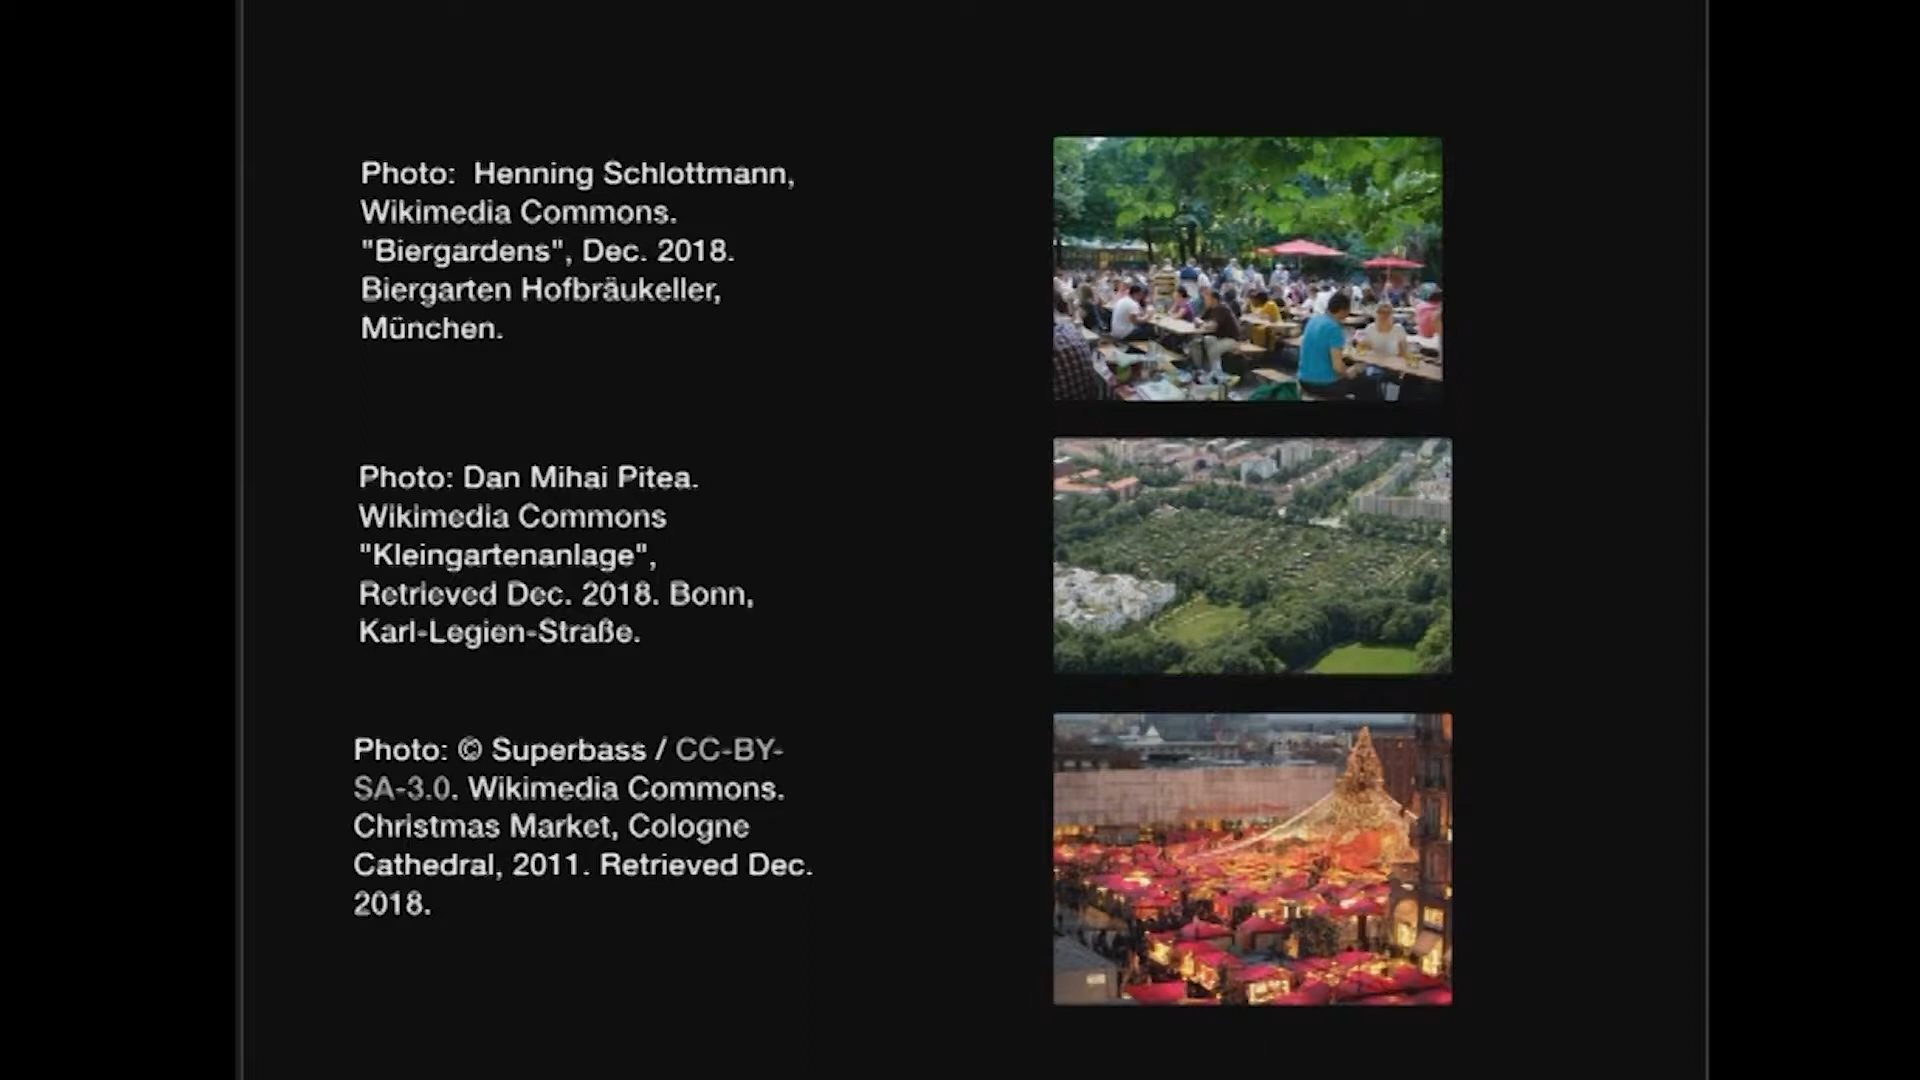 Photo:  Henning Schlottmann,
Wikimedia Commons.
"Biergardens", Dec. 2018.
Biergarten Hofbräukeller,
München.
Photo: Dan Mihai Pitea.
Wikimedia Commons
"Kleingartenanlage",
Retrieved Dec. 2018. Bonn,
Karl-Legien-Straße.
Photo: © Superbass / CC-BY-
SA-3.0. Wikimedia Commons.
Christmas Market, Cologne
Cathedral, 2011. Retrieved Dec.
2018.